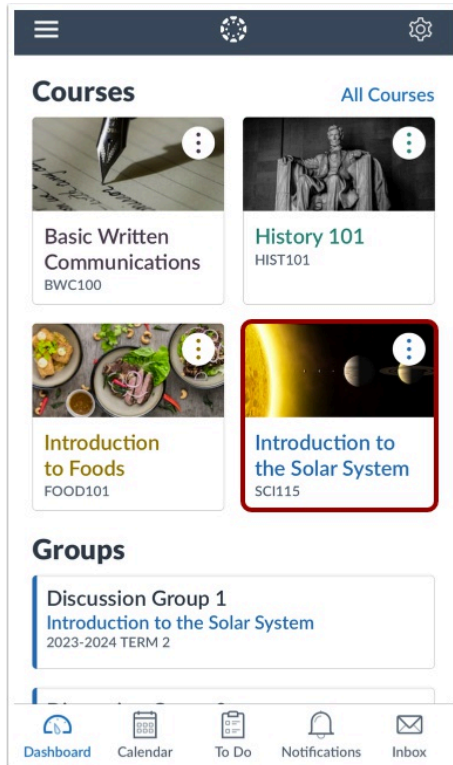 Courses
All Courses
Basic Written
Communications
BWC100
History 101
HIST101
Introduction
to Foods
FOOD101
Introduction to
the Solar System
SCI115
Groups
Discussion Group 1
Introduction to the Solar System
2023-2024 TERM 2
Dashboard
Calendar
To Do
Notifications
Inbox